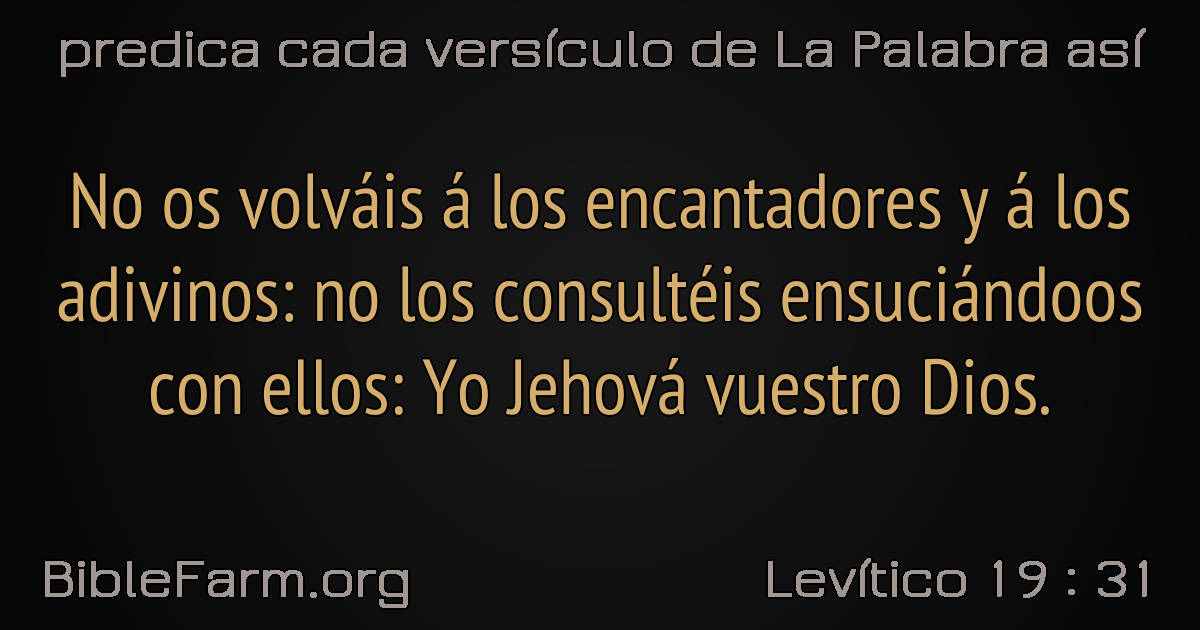 predica cada versículo de La Palabra así
No os volváis á los encantadores y á los
adivinos: no los consultéis ensuciándoos
con ellos: Yo Jehová vuestro Dios.
BibleFarm.org
Levítico 19 : 31